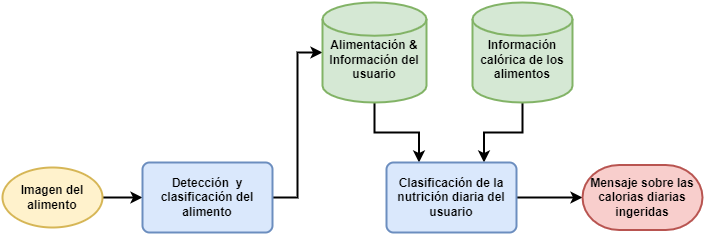 Alimentación &
Información del
usuario
Información
calórica de los
alimentos
Imagen del
alimento
Detección y
clasificación del
alimento
Clasificación de la
nutrición diaria del
usuario
Mensaje sobre las
calorias diarias
ingeridas